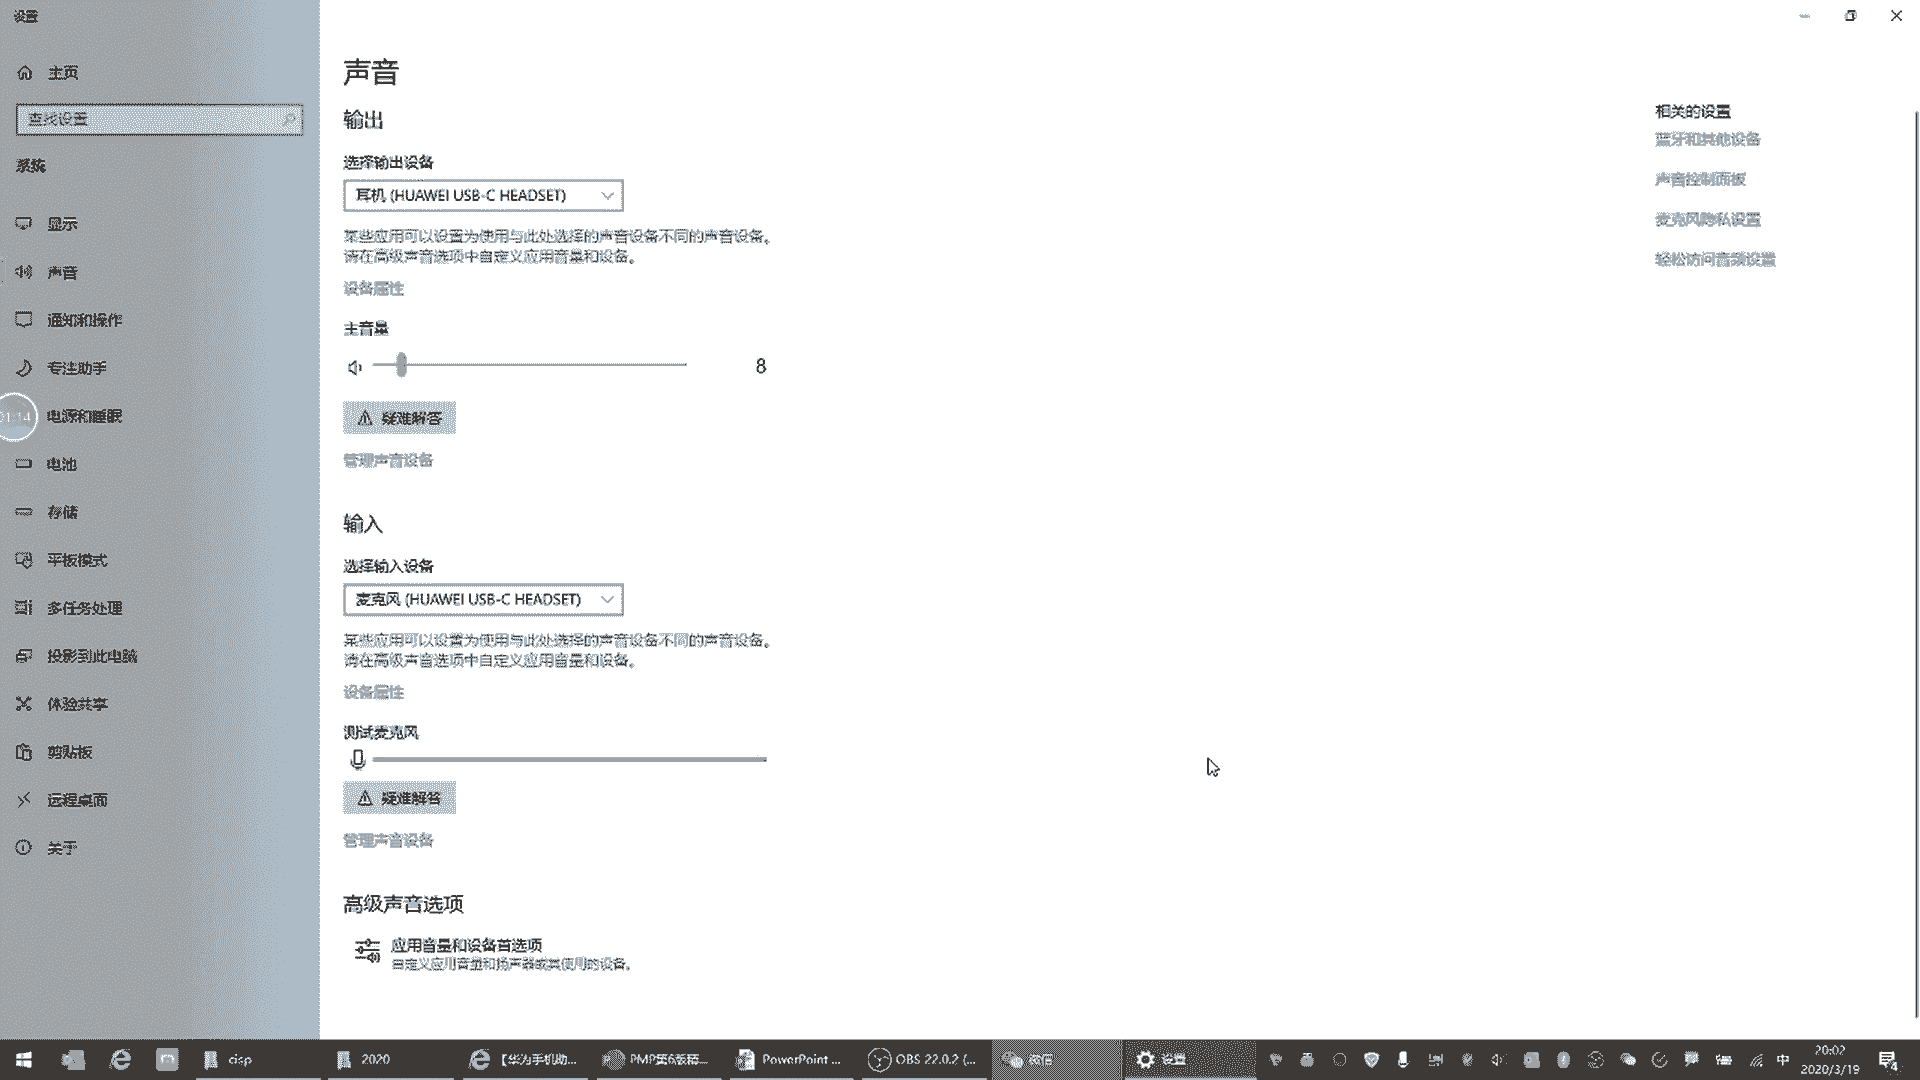 设置
主页
查找设置
系统
显示
声音
通知和操作
专注助手
01:14
电源和睡眠
电池
存储
平板模式
多任务处理
投影到此电脑
体验共享
剪贴板
远程桌面
关于
声音
输出
选择输出设备
耳机 (HUAWEI USB-C HEADSET)
某些应用可以设置为使用与此处选择的声音设备不同的声音设备。
请在高级声音选项中自定义应用音量和设备。
设备属性
主音量
8
疑难解答
管理声音设备
输入
选择输入设备
麦克风 (HUAWEI USB-C HEADSET)
某些应用可以设置为使用与此处选择的声音设备不同的声音设备。
请在高级声音选项中自定义应用音量和设备。
设备属性
测试麦克风
疑难解答
管理声音设备
高级声音选项
应用音量和设备首选项
自定义应用音量和扬声器或其使用的设备。
相关的设置
蓝牙和其他设备
声音控制面板
麦克风隐私设置
轻松访问音频设置
cisp
2020
【华为手机助...
PMP第6版精...
PowerPoint ...
OBS 22.0.2 (...
微信
设置
中
20:02
2020/3/19
4